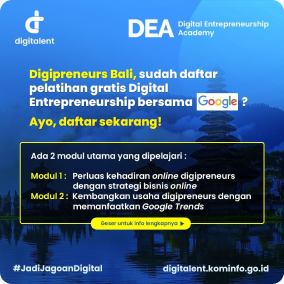 digitalent
DEA Digital Entrepreneurship
Academy
Digipreneurs Bali, sudah daftar
pelatihan gratis Digital
Entrepreneurship bersama Google ?
Ayo, daftar sekarang!
Ada 2 modul utama yang dipelajari :
Modul 1 : Perluas kehadiran online digipreneurs
dengan strategi bisnis online
Modul 2 : Kembangkan usaha digipreneurs dengan
memanfaatkan Google Trends
Geser untuk info lengkapnya
#JadiJagoanDigital
digitalent.kominfo.go.id